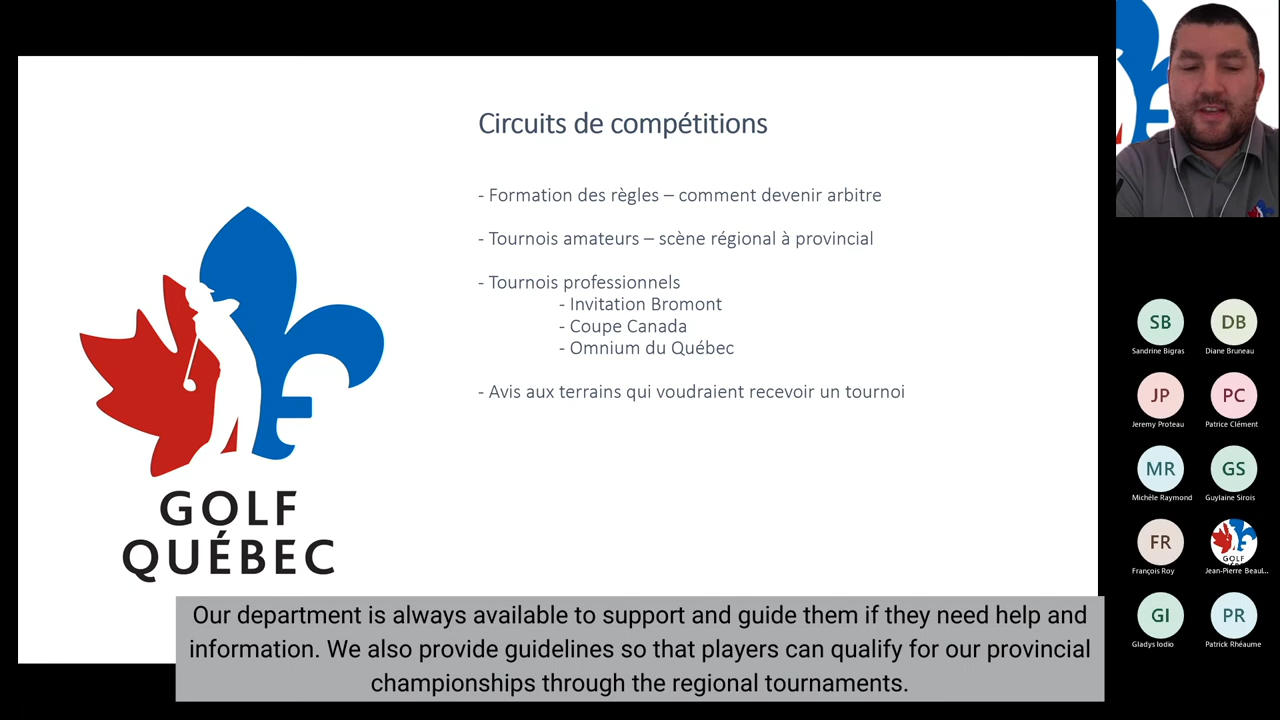 Circuits de compétitions
- Formation des règles – comment devenir arbitre
- Tournois amateurs – scène régional à provincial
- Tournois professionnels
- Invitation Bromont
- Coupe Canada
- Omnium du Québec
- Avis aux terrains qui voudraient recevoir un tournoi
GOLF
QUÉBEC
Our department is always available to support and guide them if they need help and
information. We also provide guidelines so that players can qualify for our provincial
championships through the regional tournaments.
SB
DB
Sandrine Bigras
Diane Bruneau
JP
PC
Jeremy Proteau
Patrice Clément
MR
GS
Michèle Raymond
Guylaine Sirois
FR
GOLF
François Roy
Jean-Pierre Beaul...
GI
PR
Gladys Iodio
Patrick Rhéaume